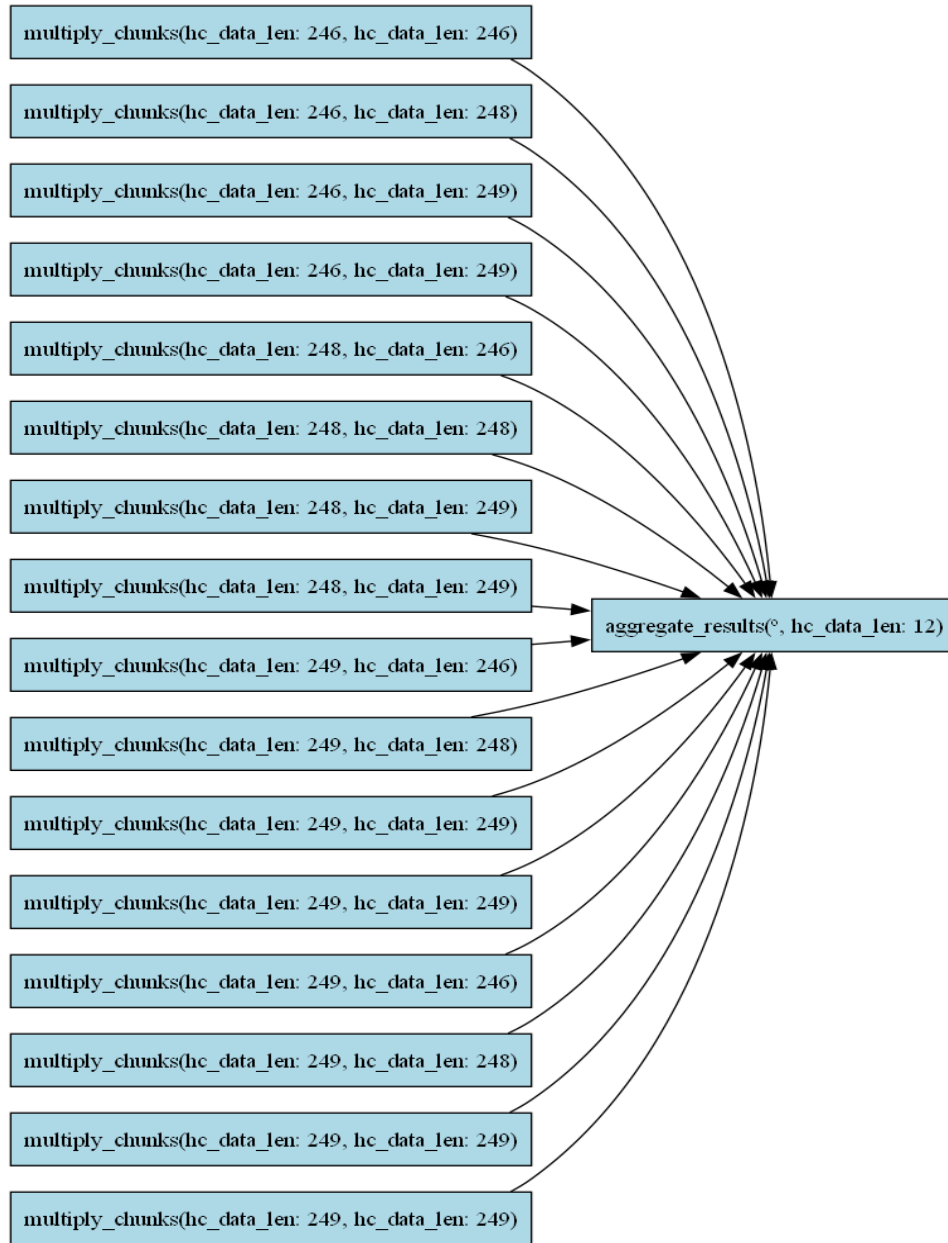 multiply_chunks(hc_data_len: 246, hc_data_len: 246)
multiply_chunks(hc_data_len: 246, hc_data_len: 248)
multiply_chunks(hc_data_len: 246, hc_data_len: 249)
multiply_chunks(hc_data_len: 246, hc_data_len: 249)
multiply_chunks(hc_data_len: 248, hc_data_len: 246)
multiply_chunks(hc_data_len: 248, hc_data_len: 248)
multiply_chunks(hc_data_len: 248, hc_data_len: 249)
multiply_chunks(hc_data_len: 248, hc_data_len: 249)
aggregate_results(°, hc_data_len: 12)
multiply_chunks(hc_data_len: 249, hc_data_len: 246)
multiply_chunks(hc_data_len: 249, hc_data_len: 248)
multiply_chunks(hc_data_len: 249, hc_data_len: 249)
multiply_chunks(hc_data_len: 249, hc_data_len: 249)
multiply_chunks(hc_data_len: 249, hc_data_len: 246)
multiply_chunks(hc_data_len: 249, hc_data_len: 248)
multiply_chunks(hc_data_len: 249, hc_data_len: 249)
multiply_chunks(hc_data_len: 249, hc_data_len: 249)